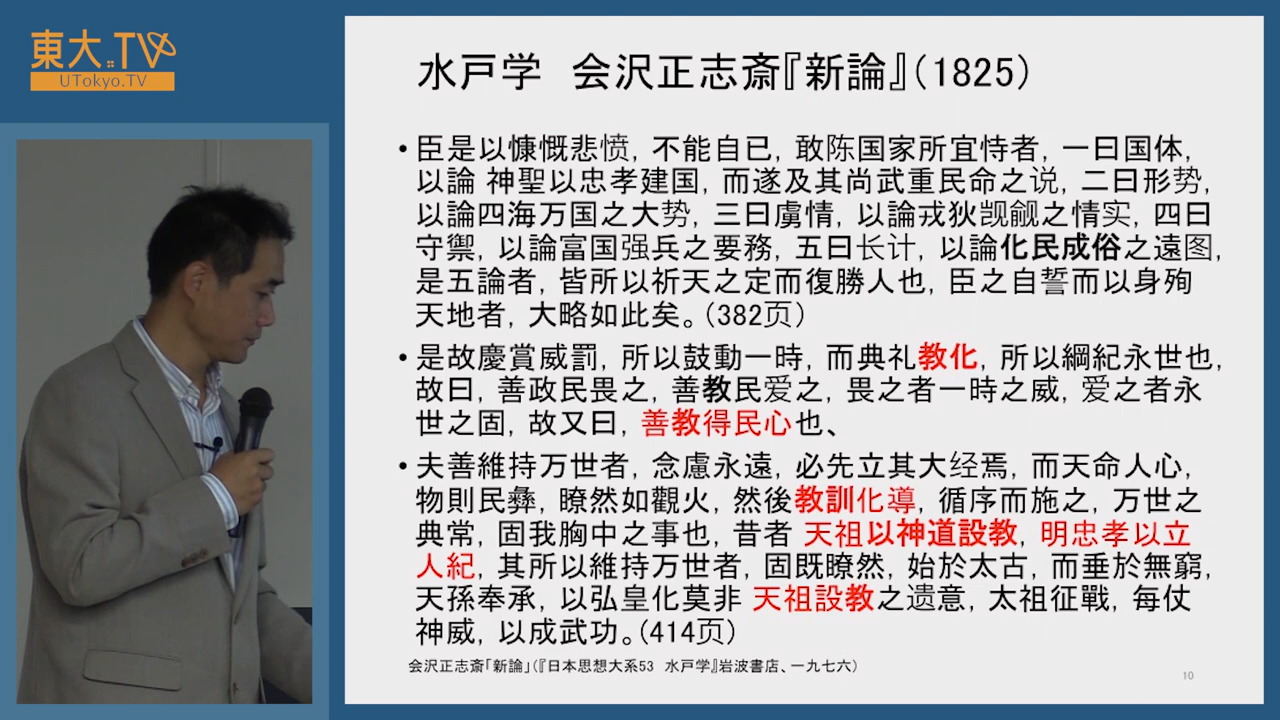 東大.TV
UTokyo.TV
水戸学　会沢正志斎『新論』（1825）
• 臣是以慷慨悲愤，不能自已，敢陈国家所宜恃者，一曰国体，
以論 神聖以忠孝建国，而遂及其尚武重民命之说，二曰形势，
以論四海万国之大势，三曰虜情，以論戎狄觊觎之情实，四曰
守禦，以論富国强兵之要務，五曰长计，以論化民成俗之遠图，
是五論者，皆所以祈天之定而復勝人也，臣之自誓而以身殉
天地者，大略如此矣。（382页）
• 是故慶賞威罰，所以鼓動一時，而典礼教化，所以綱紀永世也，
故曰，善政民畏之，善教民爱之，畏之者一時之威，爱之者永
世之固，故又曰，善教得民心也、
• 夫善維持万世者，念慮永遠，必先立其大经焉，而天命人心，
物則民彝，瞭然如觀火，然後教訓化導，循序而施之，万世之
典常，固我胸中之事也，昔者 天祖以神道設教，明忠孝以立
人紀，其所以維持万世者，固既瞭然，始於太古，而垂於無窮，
天孫奉承，以弘皇化莫非 天祖設教之遗意，太祖征戰，每仗
神威，以成武功。（414页）
会沢正志斎「新論」（『日本思想大系53　水戸学』岩波書店、一九七六）
10